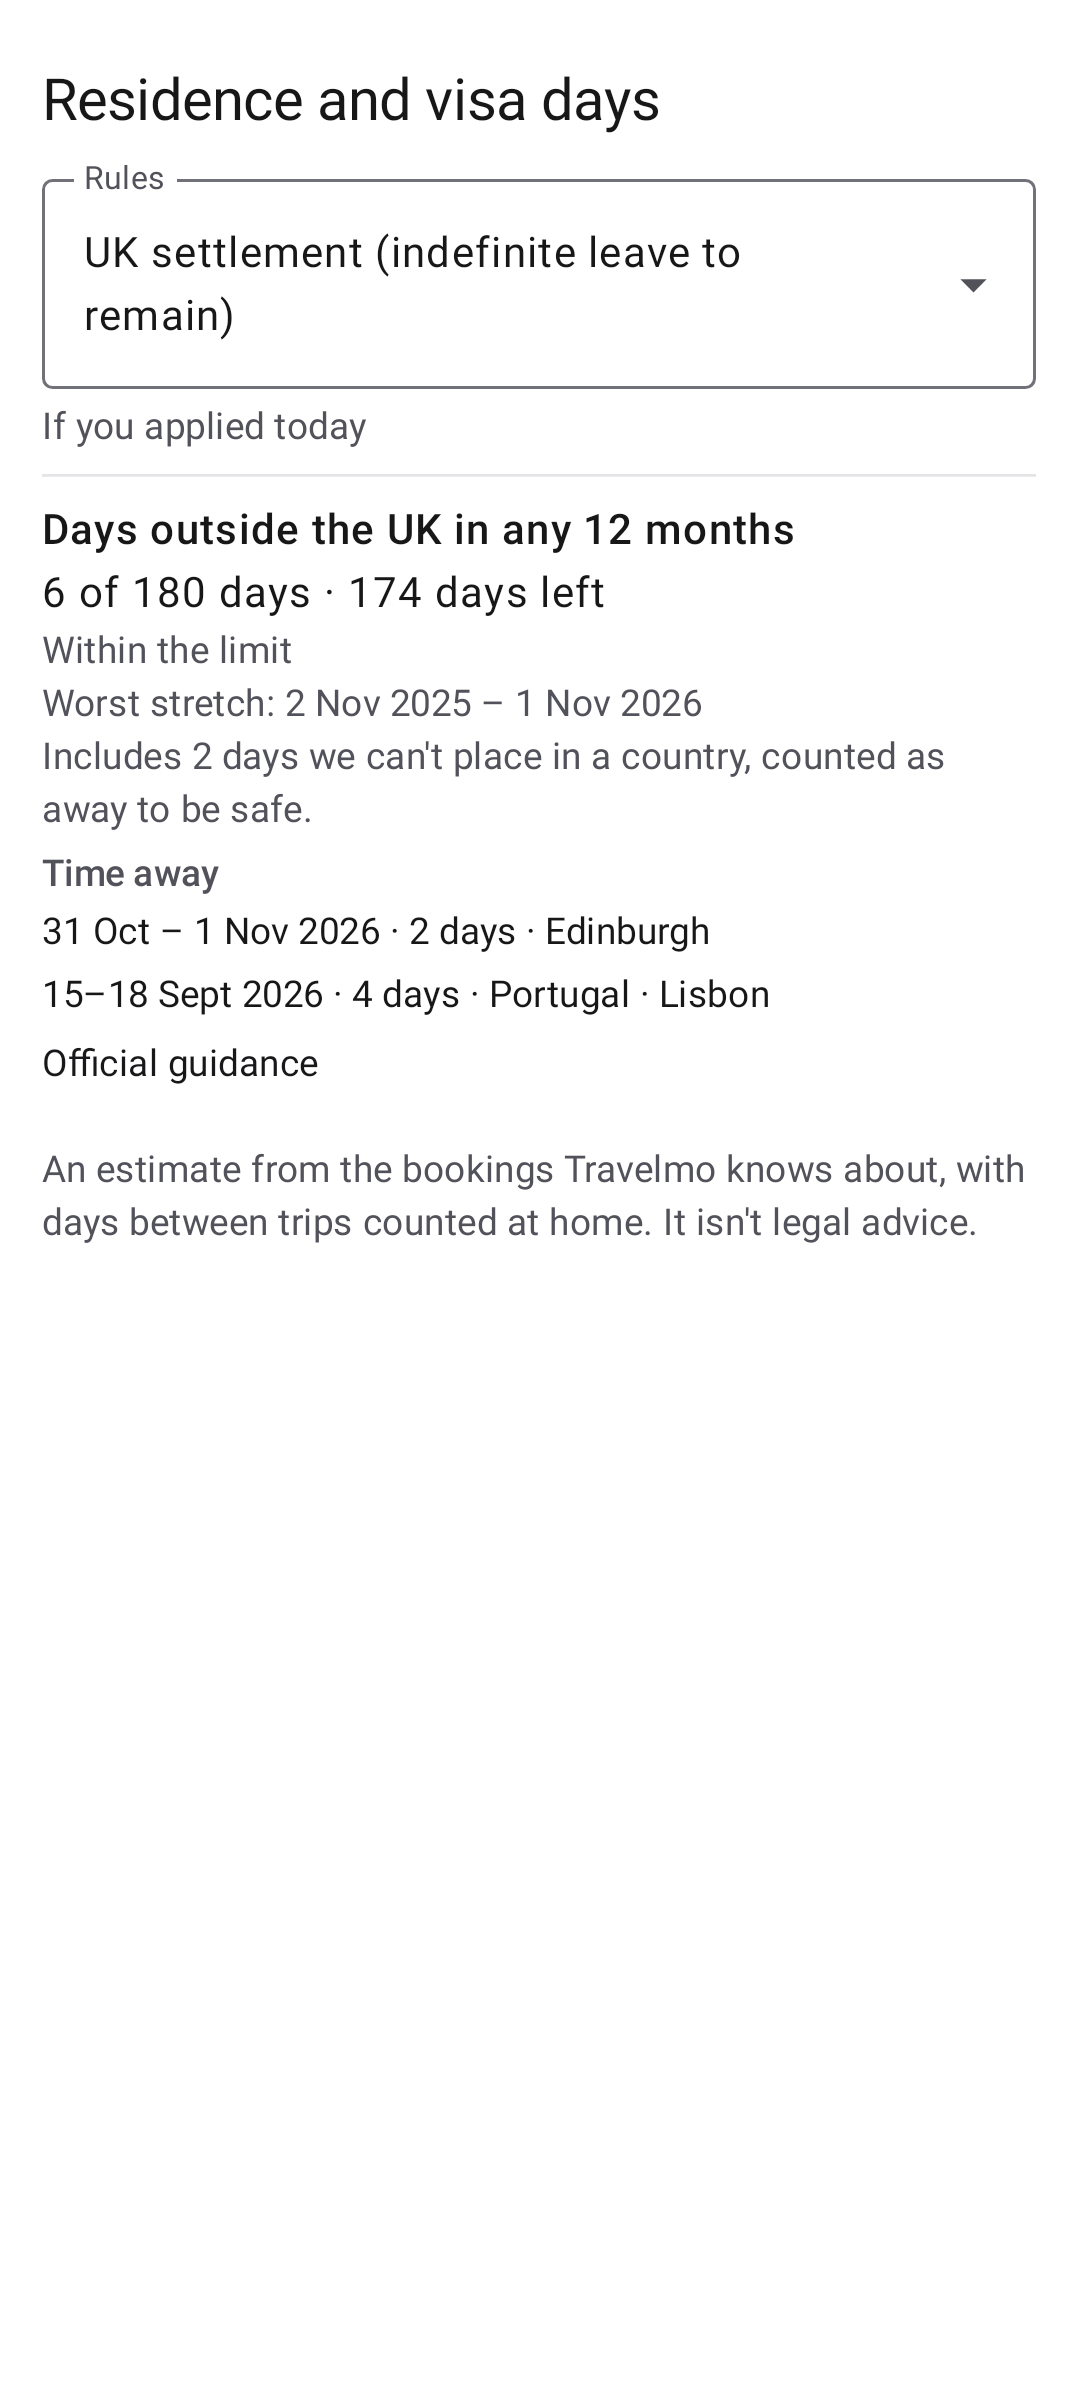 Residence and visa days
Rules
UK settlement (indefinite leave to
remain)
If you applied today
Days outside the UK in any 12 months
6 of 180 days · 174 days left
Within the limit
Worst stretch: 2 Nov 2025 – 1 Nov 2026
Includes 2 days we can't place in a country, counted as
away to be safe.
Time away
31 Oct – 1 Nov 2026 · 2 days · Edinburgh
15–18 Sept 2026 · 4 days · Portugal · Lisbon
Official guidance
An estimate from the bookings Travelmo knows about, with
days between trips counted at home. It isn't legal advice.